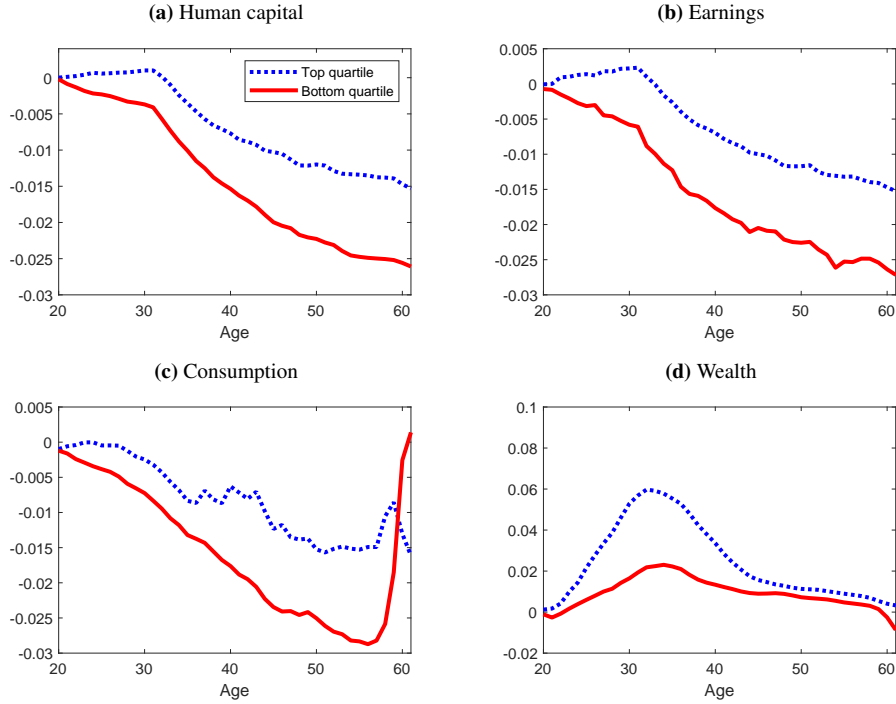 (a) Human capital
0
-0.005
-0.01
-0.015
-0.02
-0.025
-0.03
20 30 40 50 60
Age
Top quartile
Bottom quartile
(b) Earnings
0.005
0
-0.005
-0.01
-0.015
-0.02
-0.025
-0.03
20 30 40 50 60
Age
(c) Consumption
0.005
0
-0.005
-0.01
-0.015
-0.02
-0.025
-0.03
20 30 40 50 60
Age
(d) Wealth
0.1
0.08
0.06
0.04
0.02
0
-0.02
20 30 40 50 60
Age